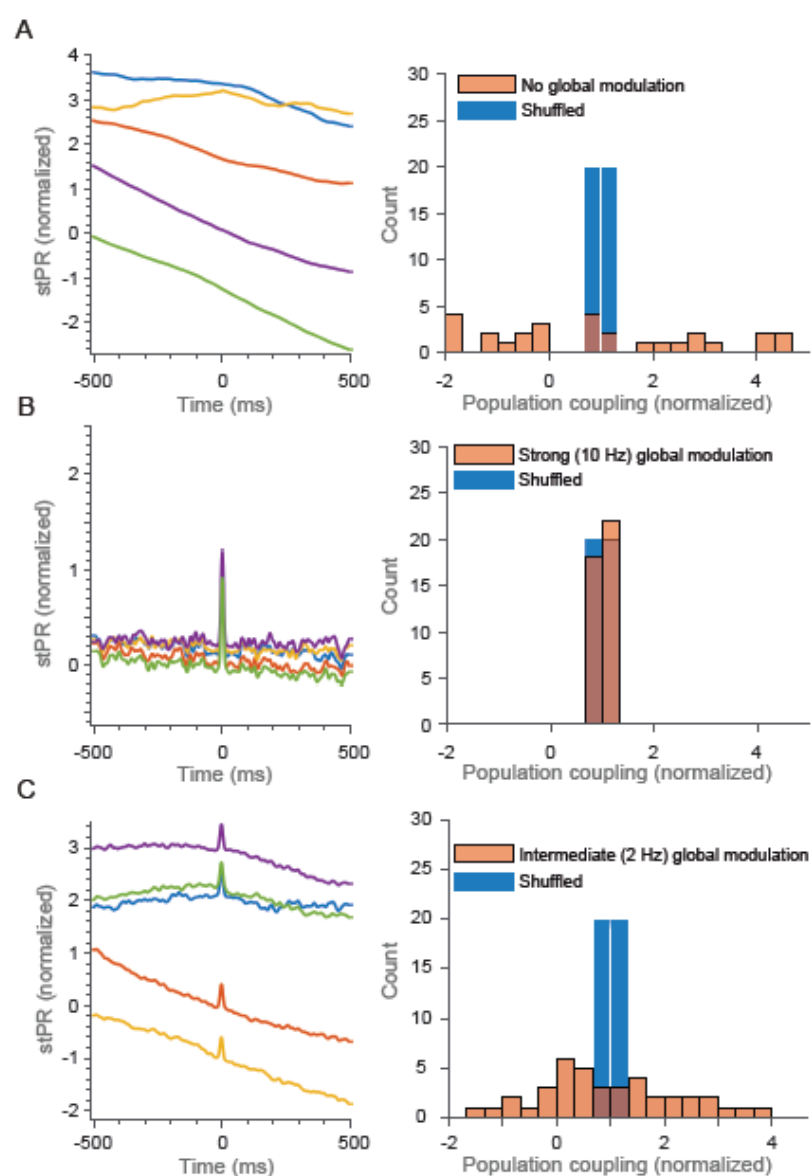 A
stPR (normalized)
4
3
2
1
0
-1
-2
-500
0
500
Time (ms)
Count
30
25
20
15
10
5
0
-2
0
2
4
Population coupling (normalized)
No global modulation
Shuffled
B
stPR (normalized)
2
1
0
-500
0
500
Time (ms)
Count
30
25
20
15
10
5
0
-2
0
2
4
Population coupling (normalized)
Strong (10 Hz) global modulation
Shuffled
C
stPR (normalized)
3
2
1
0
-1
-2
-500
0
500
Time (ms)
Count
30
25
20
15
10
5
0
-2
0
2
4
Population coupling (normalized)
Intermediate (2 Hz) global modulation
Shuffled